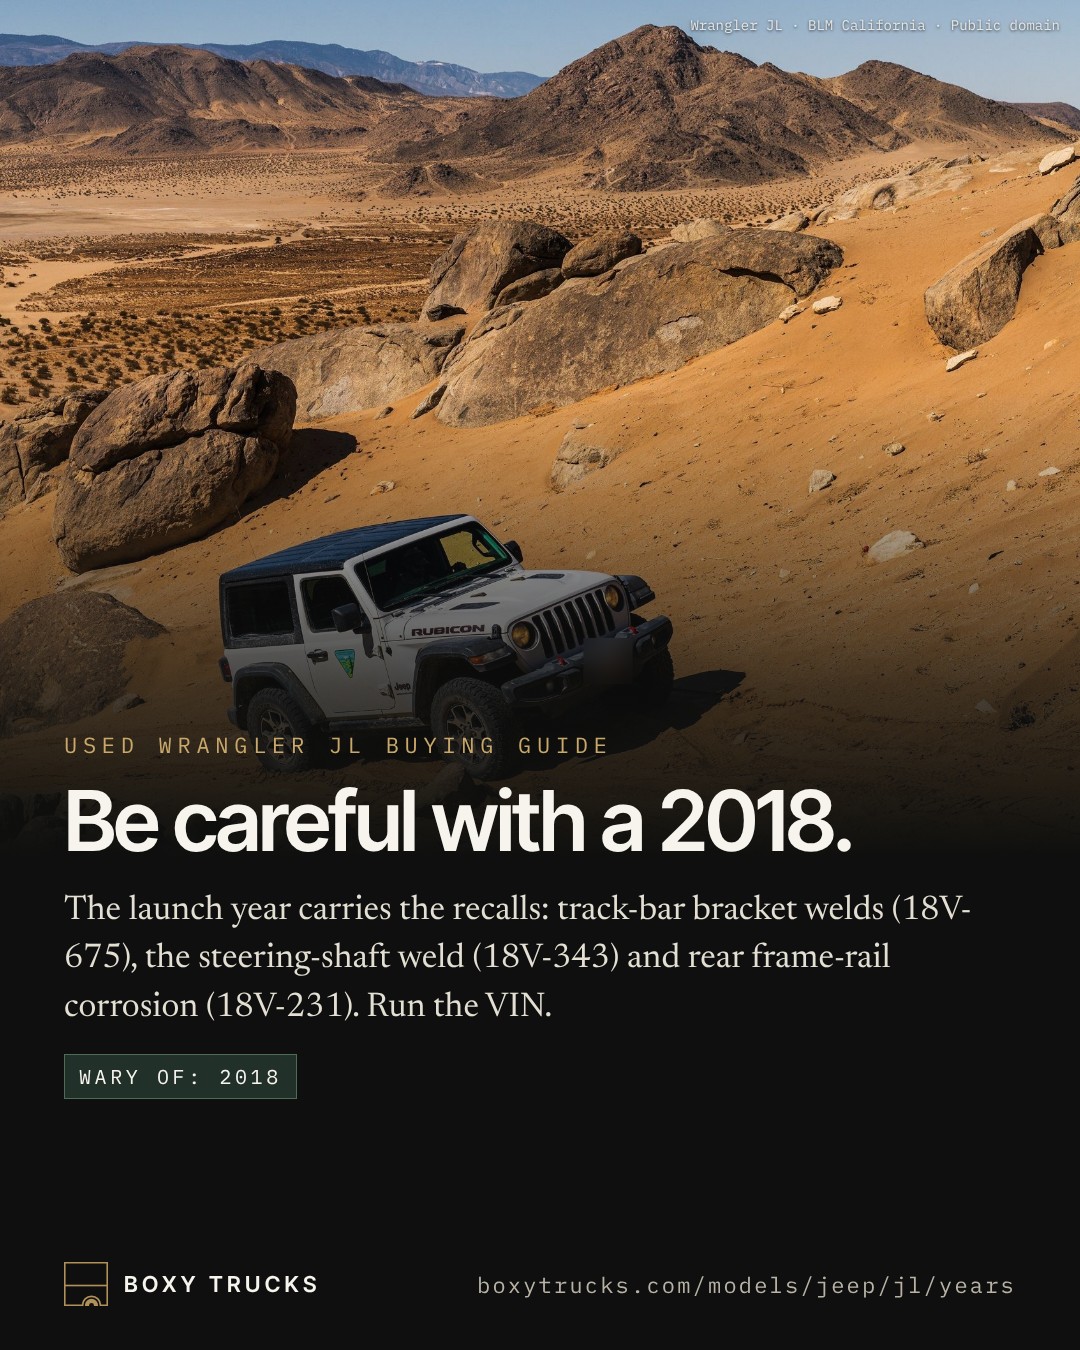 Wrangler JL · BLM California · Public domain
RUBICON
Jeep
USED WRANGLER JL BUYING GUIDE
Be careful with a 2018.
The launch year carries the recalls: track-bar bracket welds (18V-
675), the steering-shaft weld (18V-343) and rear frame-rail
corrosion (18V-231). Run the VIN.
WARY OF: 2018
BOXY TRUCKS
boxytrucks.com/models/jeep/jl/years